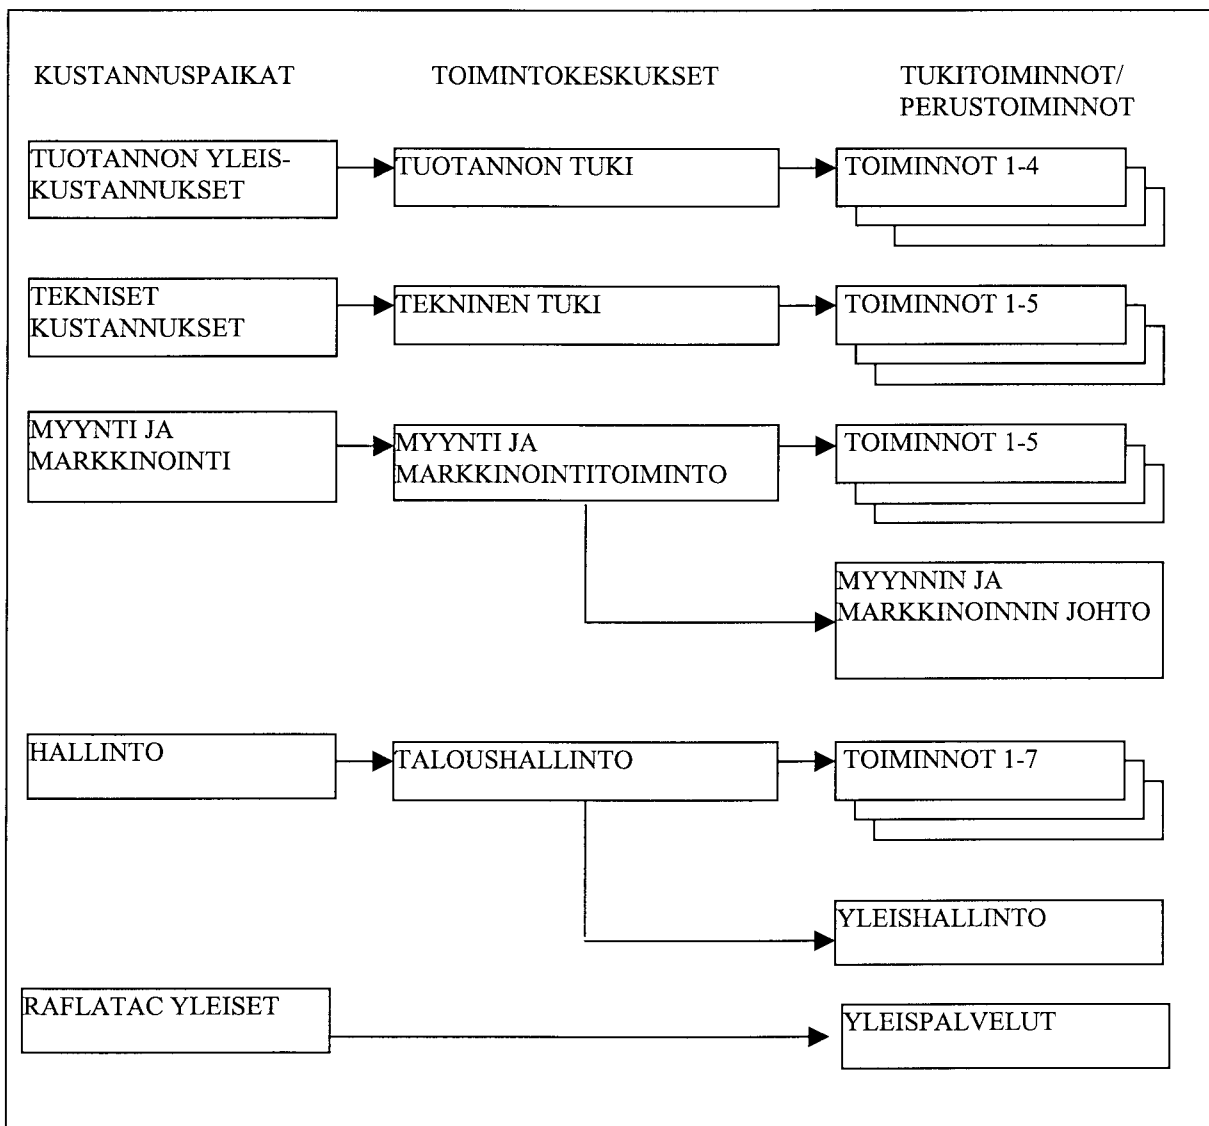 KUSTANNUSPAIKAT
TOIMINTOKESKUKSET
TUKITOIMINNOT/
PERUSTOIMINNOT
TUOTANNON YLEIS-
KUSTANNUKSET
TUOTANNON TUKI
TOIMINNOT 1-4
TEKNISET
KUSTANNUKSET
TEKNINEN TUKI
TOIMINNOT 1-5
MYYNTI JA
MARKKINOINTI
MYYNTI JA
MARKKINOINTITOIMINTO
TOIMINNOT 1-5
MYYNNIN JA
MARKKINOINNIN JOHTO
HALLINTO
TALOUSHALLINTO
TOIMINNOT 1-7
YLEISHALLINTO
RAFLATAC YLEISET
YLEISPALVELUT